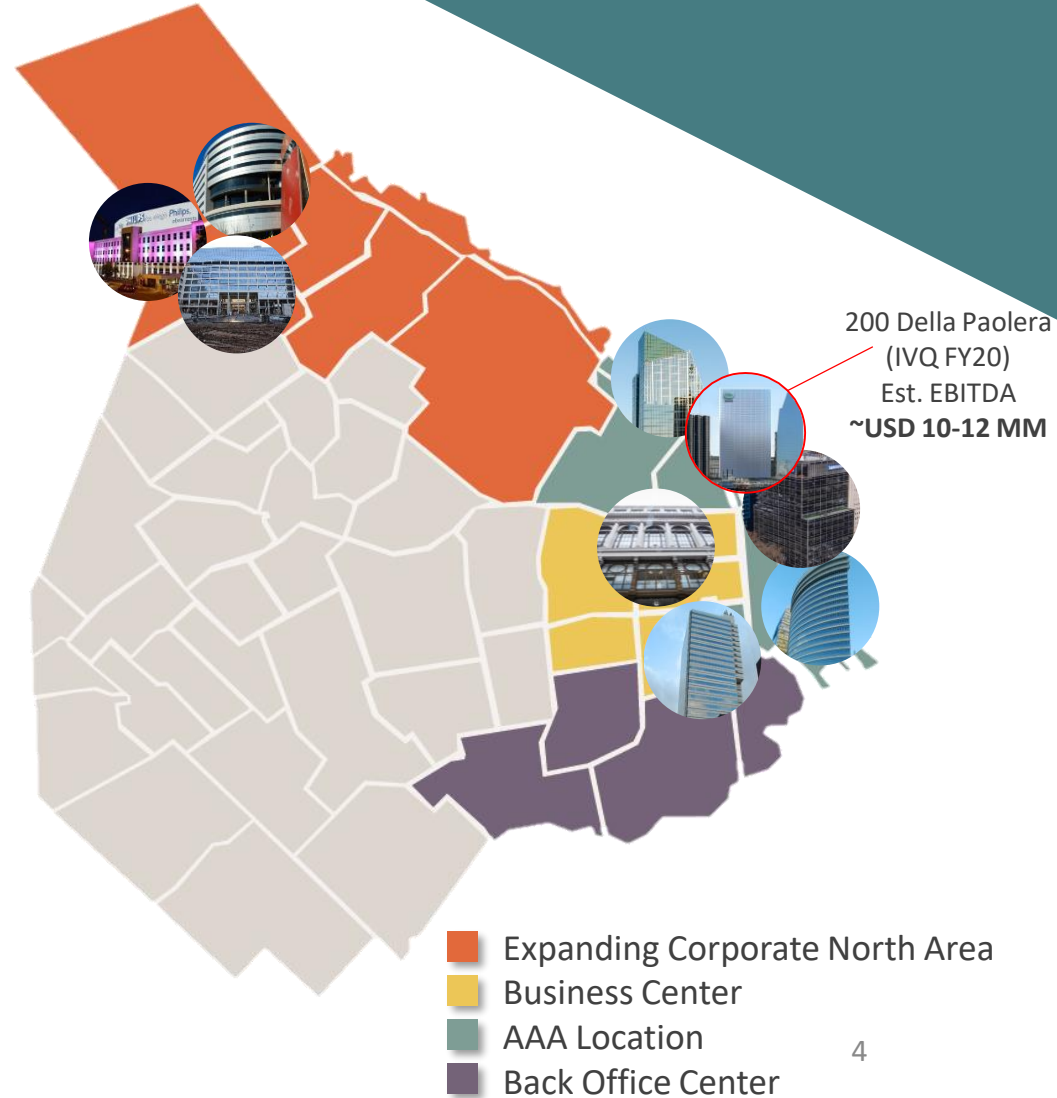 Philips.
200 Della Paolera
(IVQ FY20)
Est. EBITDA
~USD 10-12 MM
Expanding Corporate North Area
Business Center
AAA Location
4
Back Office Center